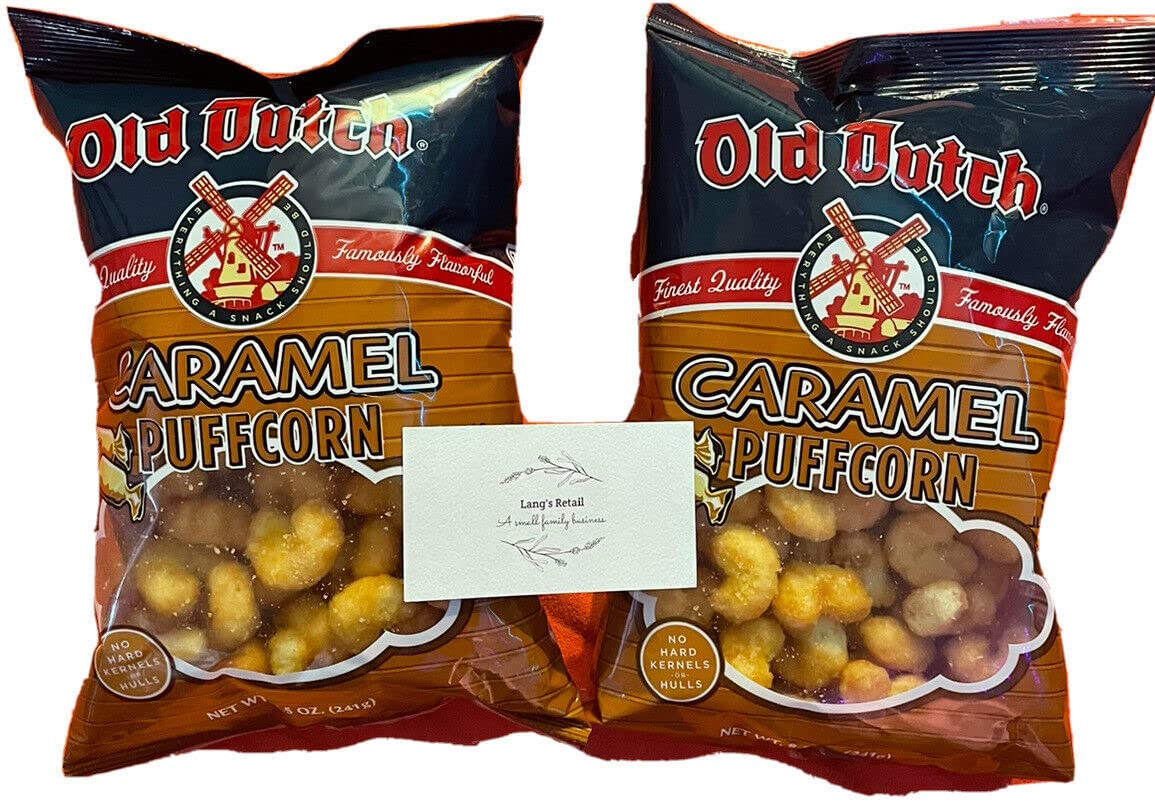 Old Dutch®
EVERYTHING A SNACK SHOULD BE
TM
Quality
Famously Flavorful
CARAMEL
PUFFCORN
NO
HARD
KERNELS
OR
HULLS
NET WT. 5 OZ. (241g)
Lang's Retail
A small family business
Old Dutch®
EVERYTHING A SNACK SHOULD BE
TM
Finest Quality
Famously
CARAMEL
PUFFCORN
NO
HARD
KERNELS
-OR-
HULLS
NET WT.